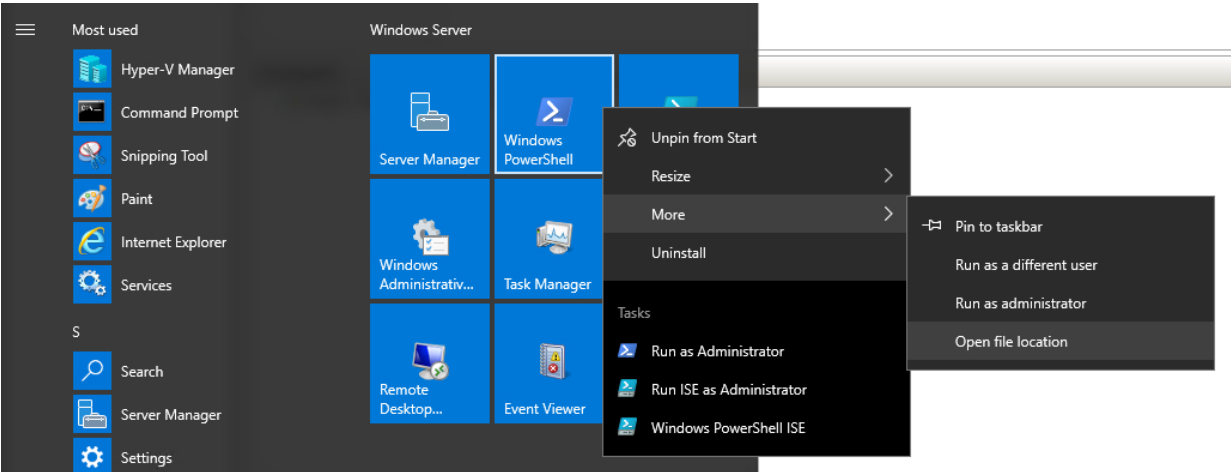 Most used
Hyper-V Manager
Command Prompt
Snipping Tool
Paint
Internet Explorer
Services
S
Search
Server Manager
Settings
Windows Server
Server Manager
Windows
PowerShell
Windows
Administrativ...
Task Manager
Remote
Desktop...
Event Viewer
Unpin from Start
Resize
More
Uninstall
Tasks
Run as Administrator
Run ISE as Administrator
Windows PowerShell ISE
Pin to taskbar
Run as a different user
Run as administrator
Open file location